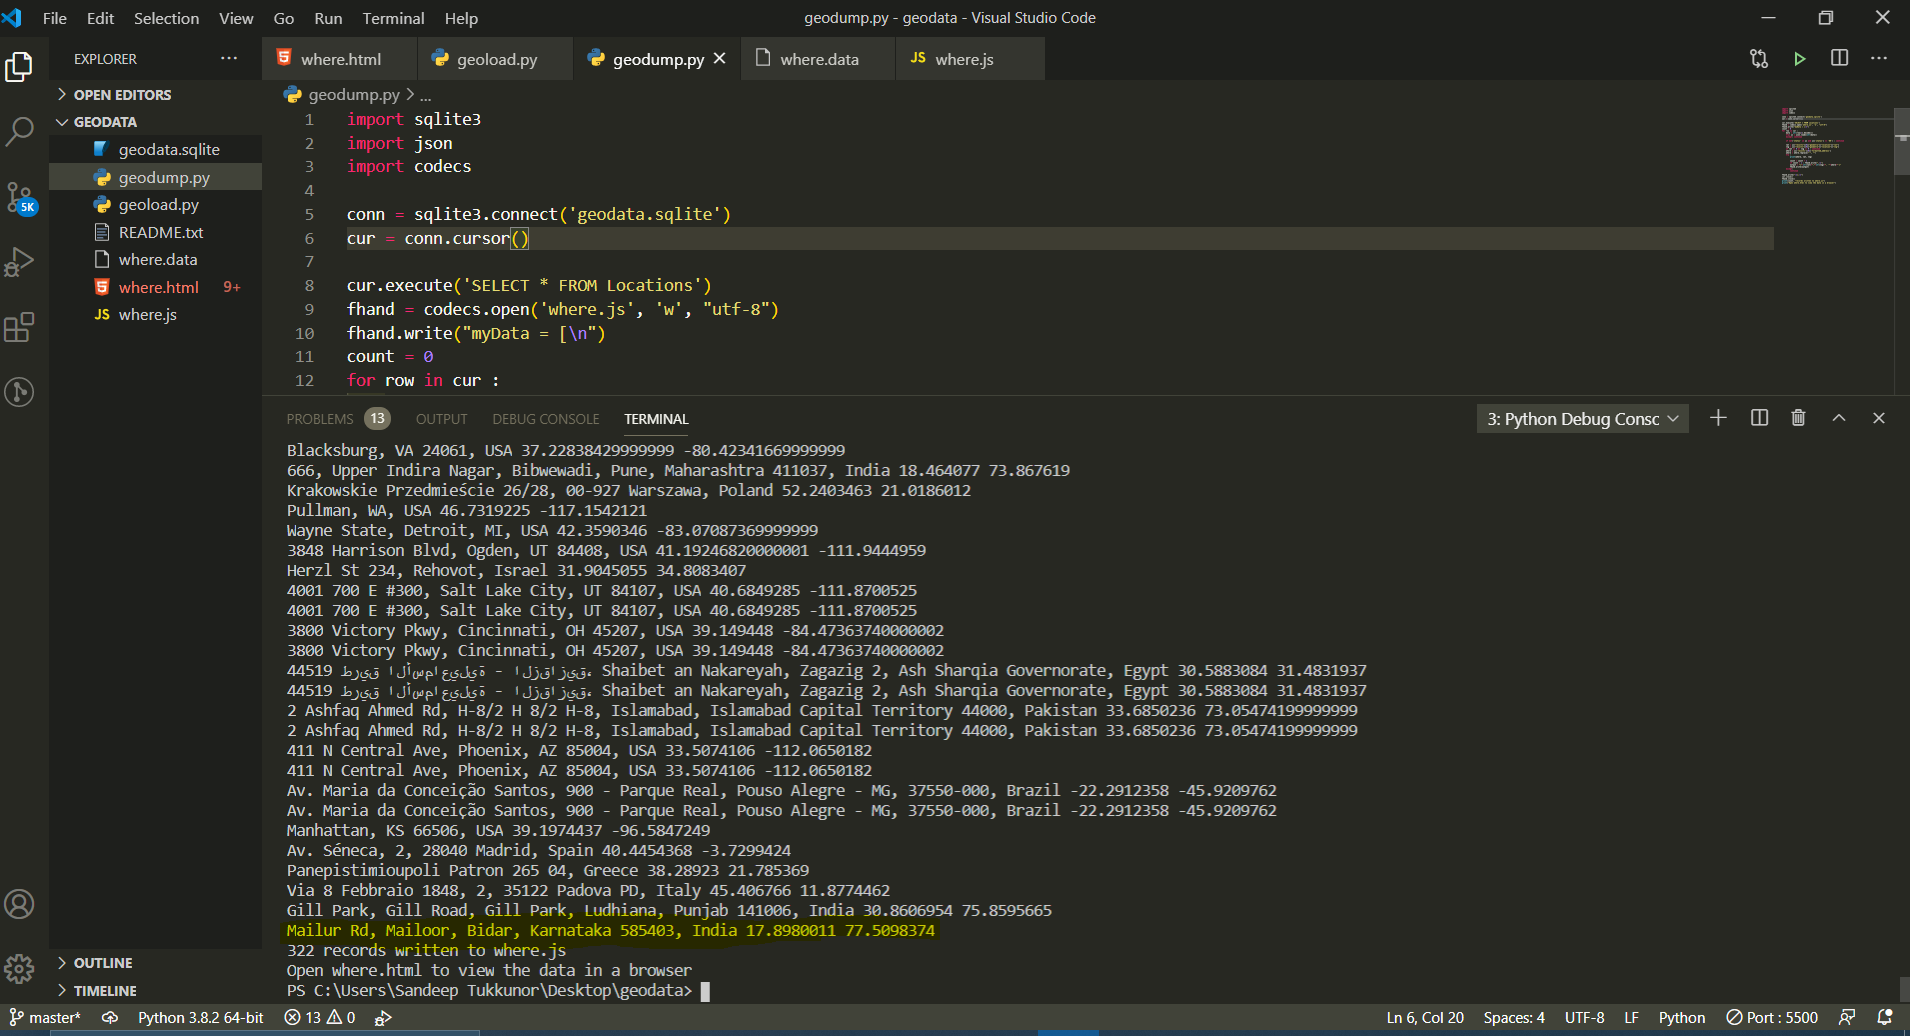 File Edit Selection View Go Run Terminal Help
geodump.py - geodata - Visual Studio Code
EXPLORER ···
where.html
geoload.py
geodump.py
where.data
JS where.js
OPEN EDITORS
GEODATA
geodata.sqlite
geodump.py
geoload.py
README.txt
where.data
where.html 9+
JS where.js
5K
OUTLINE
TIMELINE
geodump.py > ...
1 import sqlite3
2 import json
3 import codecs
4
5 conn = sqlite3.connect('geodata.sqlite')
6 cur = conn.cursor()
7
8 cur.execute('SELECT * FROM Locations')
9 fhand = codecs.open('where.js', 'w', "utf-8")
10 fhand.write("myData = [\n")
11 count = 0
12 for row in cur :
PROBLEMS 13 OUTPUT DEBUG CONSOLE TERMINAL
3: Python Debug Consc
Blacksburg, VA 24061, USA 37.22838429999999 -80.42341669999999
666, Upper Indira Nagar, Bibwewadi, Pune, Maharashtra 411037, India 18.464077 73.867619
Krakowskie Przedmieście 26/28, 00-927 Warszawa, Poland 52.2403463 21.0186012
Pullman, WA, USA 46.7319225 -117.1542121
Wayne State, Detroit, MI, USA 42.3590346 -83.07087369999999
3848 Harrison Blvd, Ogden, UT 84408, USA 41.19246820000001 -111.9444959
Herzl St 234, Rehovot, Israel 31.9045055 34.8083407
4001 700 E #300, Salt Lake City, UT 84107, USA 40.6849285 -111.8700525
4001 700 E #300, Salt Lake City, UT 84107, USA 40.6849285 -111.8700525
3800 Victory Pkwy, Cincinnati, OH 45207, USA 39.149448 -84.47363740000002
3800 Victory Pkwy, Cincinnati, OH 45207, USA 39.149448 -84.47363740000002
44519 طريق الأسماعيلية - الزقازيق، Shaibet an Nakareyah, Zagazig 2, Ash Sharqia Governorate, Egypt 30.5883084 31.4831937
44519 طريق الأسماعيلية - الزقازيق، Shaibet an Nakareyah, Zagazig 2, Ash Sharqia Governorate, Egypt 30.5883084 31.4831937
2 Ashfaq Ahmed Rd, H-8/2 H 8/2 H-8, Islamabad, Islamabad Capital Territory 44000, Pakistan 33.6850236 73.05474199999999
2 Ashfaq Ahmed Rd, H-8/2 H 8/2 H-8, Islamabad, Islamabad Capital Territory 44000, Pakistan 33.6850236 73.05474199999999
411 N Central Ave, Phoenix, AZ 85004, USA 33.5074106 -112.0650182
411 N Central Ave, Phoenix, AZ 85004, USA 33.5074106 -112.0650182
Av. Maria da Conceição Santos, 900 - Parque Real, Pouso Alegre - MG, 37550-000, Brazil -22.2912358 -45.9209762
Av. Maria da Conceição Santos, 900 - Parque Real, Pouso Alegre - MG, 37550-000, Brazil -22.2912358 -45.9209762
Manhattan, KS 66506, USA 39.1974437 -96.5847249
Av. Séneca, 2, 28040 Madrid, Spain 40.4454368 -3.7299424
Panepistimioupoli Patron 265 04, Greece 38.28923 21.785369
Via 8 Febbraio 1848, 2, 35122 Padova PD, Italy 45.406766 11.8774462
Gill Park, Gill Road, Gill Park, Ludhiana, Punjab 141006, India 30.8606954 75.8595665
Mailur Rd, Mailoor, Bidar, Karnataka 585403, India 17.8980011 77.5098374
322 records written to where.js
Open where.html to view the data in a browser
PS C:\Users\Sandeep Tukkunor\Desktop\geodata>
master* Python 3.8.2 64-bit 13 0
Ln 6, Col 20 Spaces: 4 UTF-8 LF Python Port : 5500